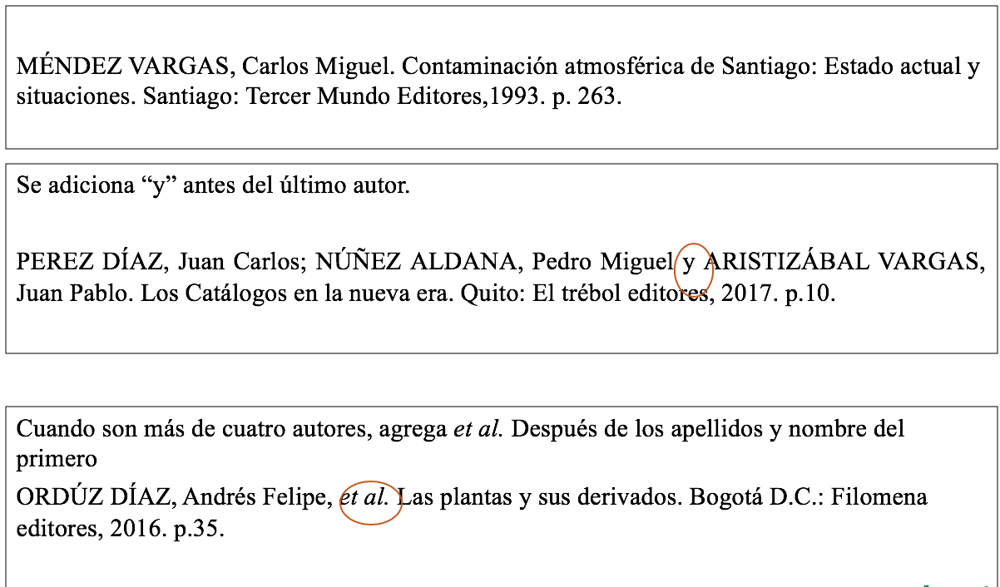 MÉNDEZ VARGAS, Carlos Miguel. Contaminación atmosférica de Santiago: Estado actual y
situaciones. Santiago: Tercer Mundo Editores,1993. p. 263.
Se adiciona “y” antes del último autor.
PEREZ DÍAZ, Juan Carlos; NÚÑEZ ALDANA, Pedro Miguel y ARISTIZÁBAL VARGAS,
Juan Pablo. Los Catálogos en la nueva era. Quito: El trébol editores, 2017. p.10.
Cuando son más de cuatro autores, agrega et al. Después de los apellidos y nombre del
primero
ORDÚZ DÍAZ, Andrés Felipe, et al. Las plantas y sus derivados. Bogotá D.C.: Filomena
editores, 2016. p.35.